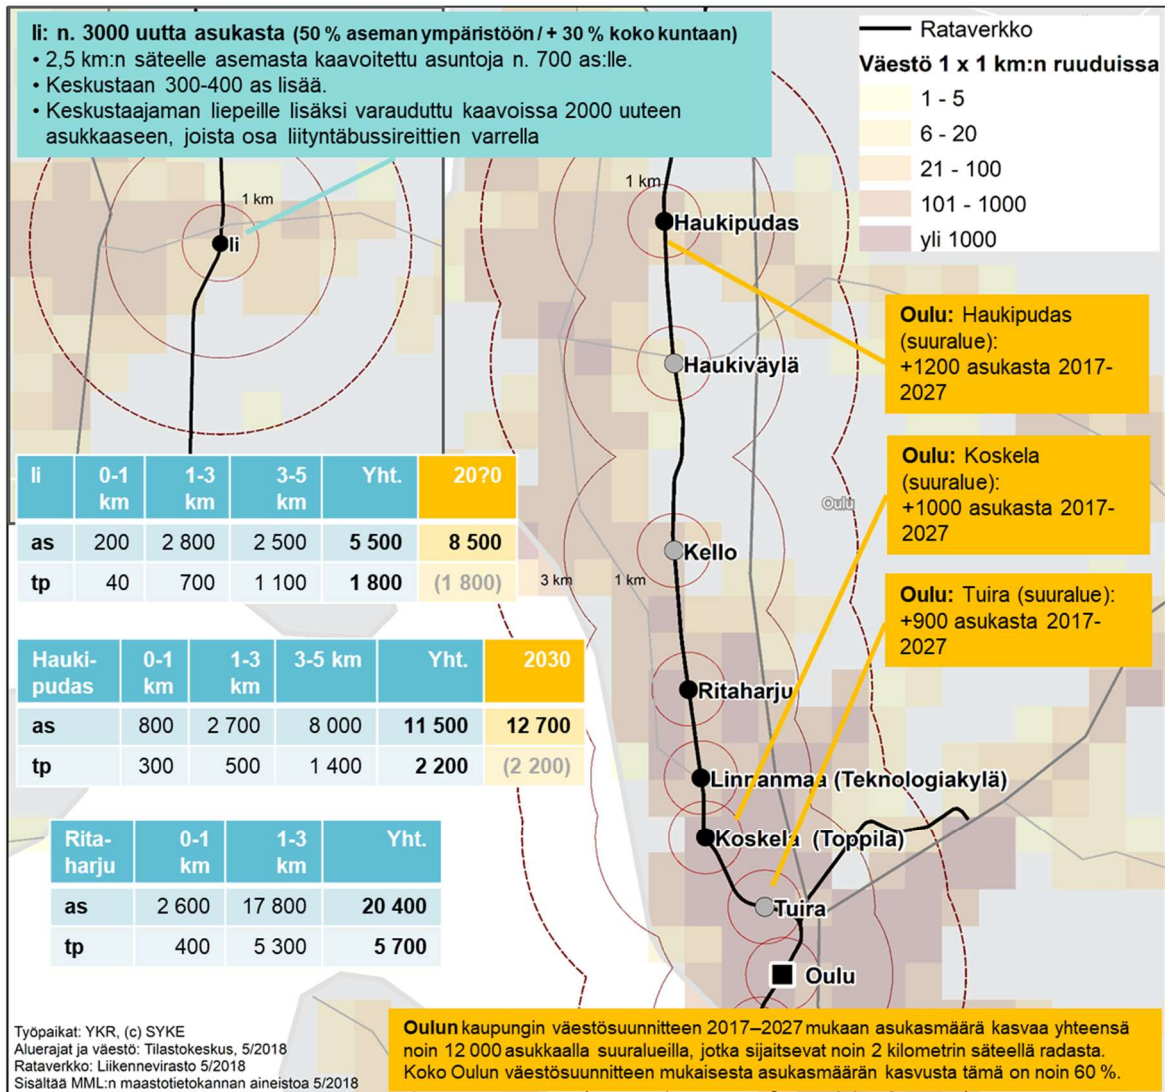 Ii: n. 3000 uutta asukasta (50 % aseman ympäristöön / + 30 % koko kuntaan)
• 2,5 km:n säteelle asemasta kaavoitettu asuntoja n. 700 as:lle.
• Keskustaan 300-400 as lisää.
• Keskustaajaman liepeille lisäksi varauduttu kaavoissa 2000 uuteen
asukkaaseen, joista osa liityntäbussireittien varrella
Rataverkko
Väestö 1 x 1 km:n ruuduissa
1 - 5
6 - 20
21 - 100
101 - 1000
yli 1000
1 km
Ii
1 km
Haukipudas
Haukiväylä
Kello
3 km 1 km
Oulu
Ritaharju
Linnanmaa (Teknologiakylä)
Koskela (Toppila)
Tuira
Oulu
Oulu: Haukipudas
(suuralue):
+1200 asukasta 2017-
2027
Oulu: Koskela
(suuralue):
+1000 asukasta 2017-
2027
Oulu: Tuira (suuralue):
+900 asukasta 2017-
2027
Ii 0-1 km 1-3 km 3-5 km Yht. 20?0
as 200 2 800 2 500 5 500 8 500
tp 40 700 1 100 1 800 (1 800)
Hauki-
pudas 0-1 km 1-3 km 3-5 km Yht. 2030
as 800 2 700 8 000 11 500 12 700
tp 300 500 1 400 2 200 (2 200)
Rita-
harju 0-1 km 1-3 km Yht.
as 2 600 17 800 20 400
tp 400 5 300 5 700
Työpaikat: YKR, (c) SYKE
Aluerajat ja väestö: Tilastokeskus, 5/2018
Rataverkko: Liikennevirasto 5/2018
Sisältää MML:n maastotietokannan aineistoa 5/2018
Oulun kaupungin väestösuunnitteen 2017–2027 mukaan asukasmäärä kasvaa yhteensä
noin 12 000 asukkaalla suuralueilla, jotka sijaitsevat noin 2 kilometrin säteellä radasta.
Koko Oulun väestösuunnitteen mukaisesta asukasmäärän kasvusta tämä on noin 60 %.